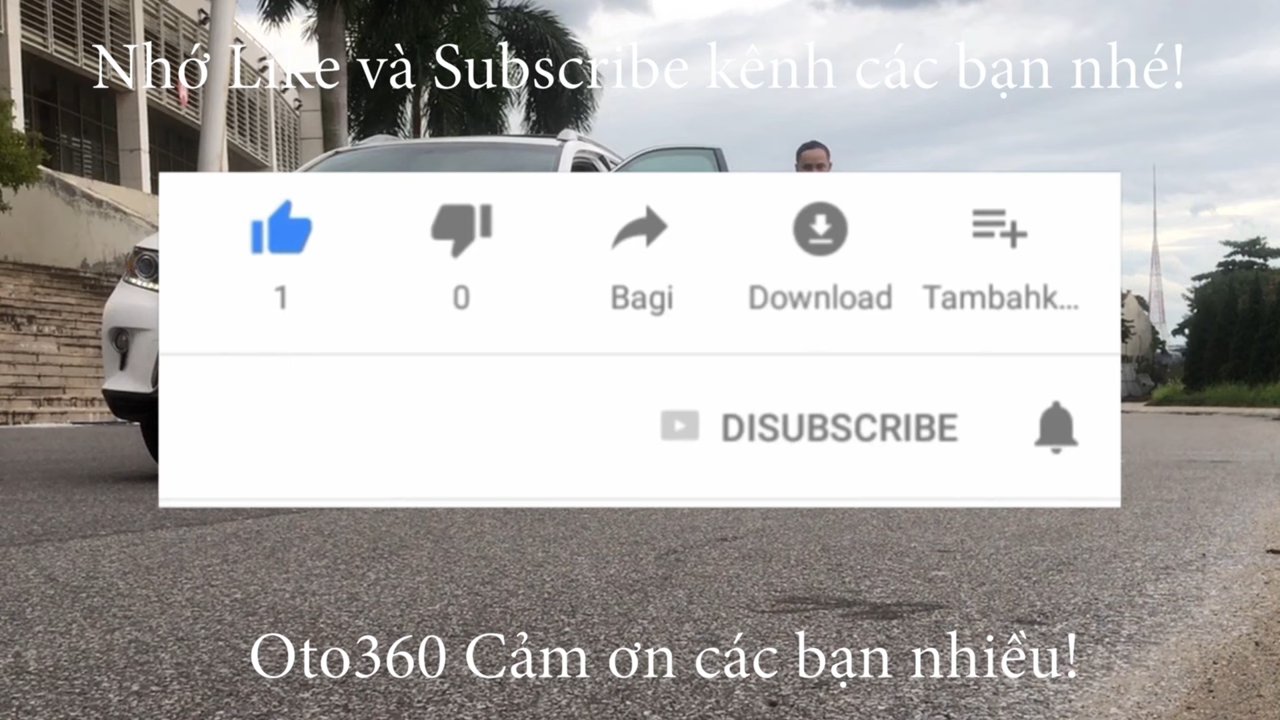 Nhớ Like và Subscribe kênh các bạn nhé!
1
0
Bagi
Download
Tambahk...
DISUBSCRIBE
Oto360 Cảm ơn các bạn nhiều!